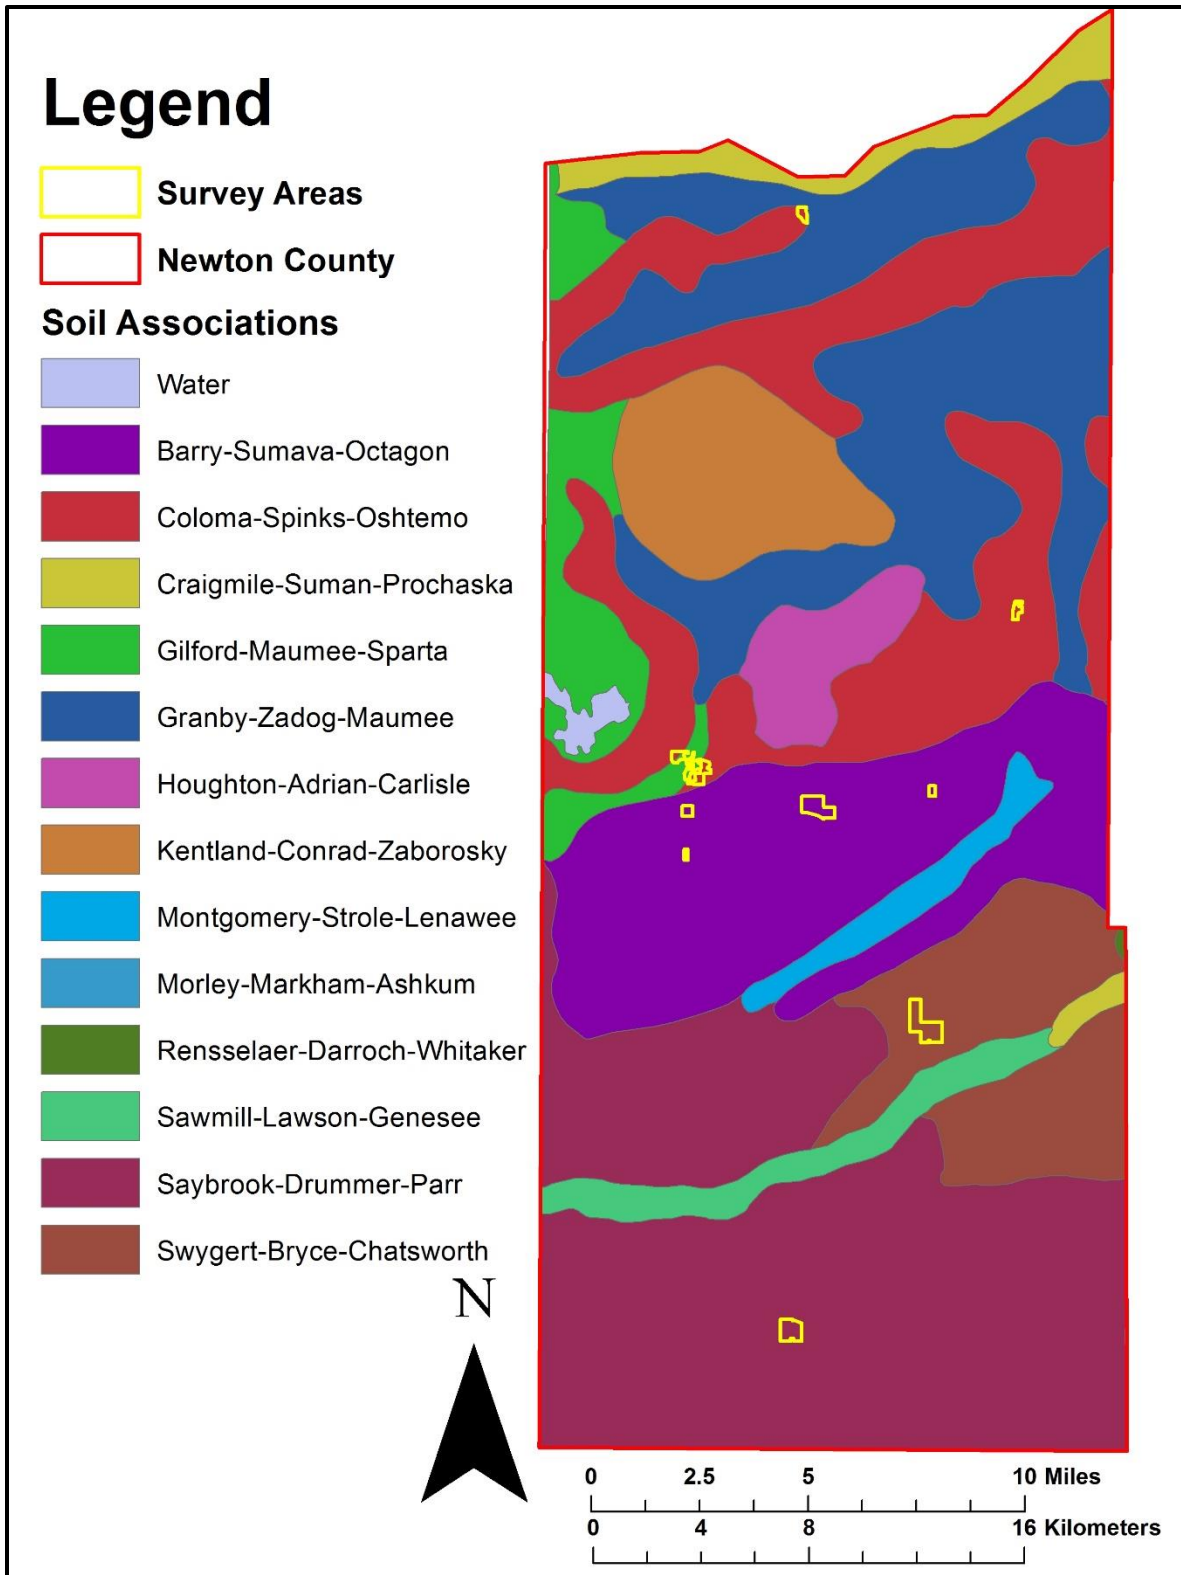 Legend
Survey Areas
Newton County
Soil Associations
Water
Barry-Sumava-Octagon
Coloma-Spinks-Oshtemo
Craigmile-Suman-Prochaska
Gilford-Maumee-Sparta
Granby-Zadog-Maumee
Houghton-Adrian-Carlisle
Kentland-Conrad-Zaborosky
Montgomery-Strole-Lenawee
Morley-Markham-Ashkum
Rensselaer-Darroch-Whitaker
Sawmill-Lawson-Genesee
Saybrook-Drummer-Parr
Swygert-Bryce-Chatsworth
N
0 2.5 5 10 Miles
0 4 8 16 Kilometers